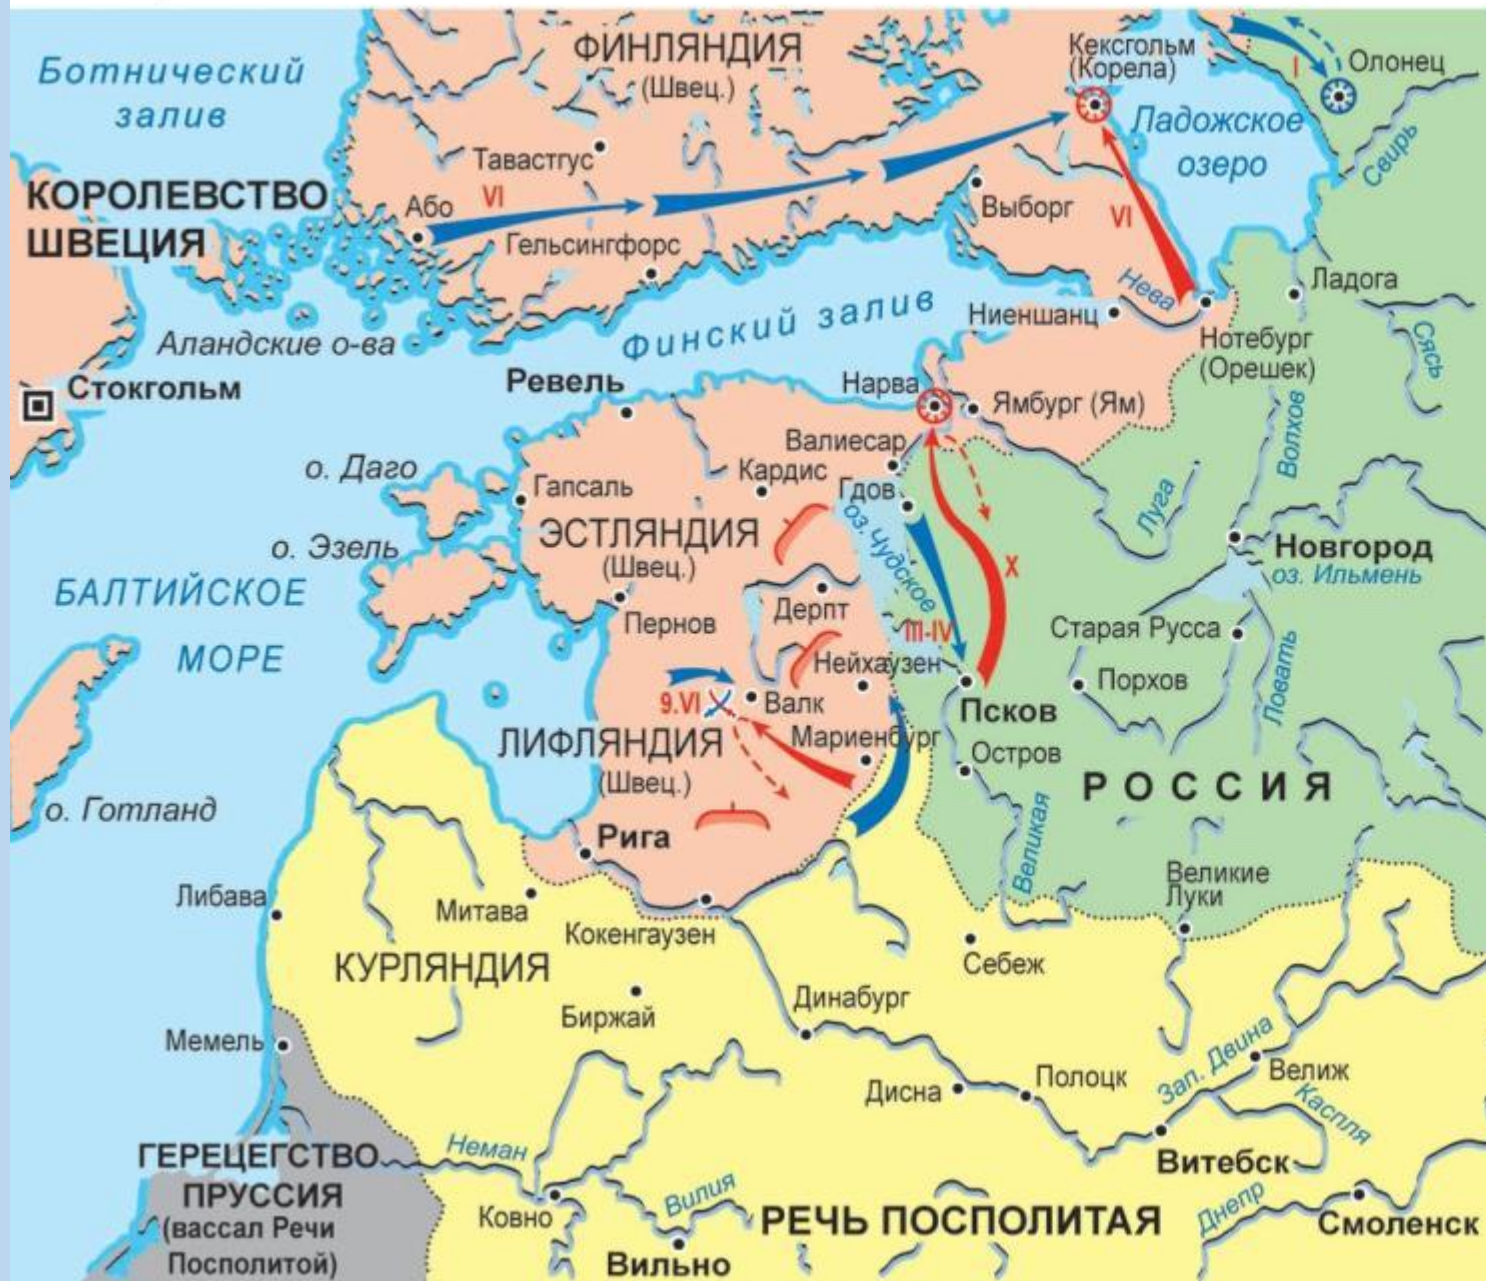 Ботнический
залив
ФИНЛЯНДИЯ
(Швец.)
Кексгольм
(Корела)
I
Олонец
Ладожское
озеро
Свирь
Тавастгус
КОРОЛЕВСТВО
ШВЕЦИЯ
Або
VI
Гельсингфорс
Выборг
VI
Нева
Ладога
Аландские о-ва
Финский залив
Ниеншанц
Нотебург
(Орешек)
Сясь
Стокгольм
Ревель
Нарва
Ямбург (Ям)
Волхов
Валиесар
о. Даго
Гапсаль
Кардис
Гдов
Луга
оз. Чудское
ЭСТЛЯНДИЯ
(Швец.)
о. Эзель
X
Новгород
оз. Ильмень
БАЛТИЙСКОЕ
МОРЕ
Пернов
Дерпт
III-IV
Старая Русса
Нейхаузен
Порхов
Ловать
9.VI
Валк
Псков
ЛИФЛЯНДИЯ
(Швец.)
Мариенбург
Остров
РОССИЯ
о. Готланд
Рига
Великая
Великие
Луки
Либава
Митава
Кокенгаузен
КУРЛЯНДИЯ
Себеж
Биржай
Динабург
Мемель
Дисна
Полоцк
Зап. Двина
Велиж
Каспля
ГЕРЕЦЕГСТВО
ПРУССИЯ
(вассал Речи
Посполитой)
Неман
Витебск
Ковно
Вилия
РЕЧЬ ПОСПОЛИТАЯ
Днепр
Смоленск
Вильно